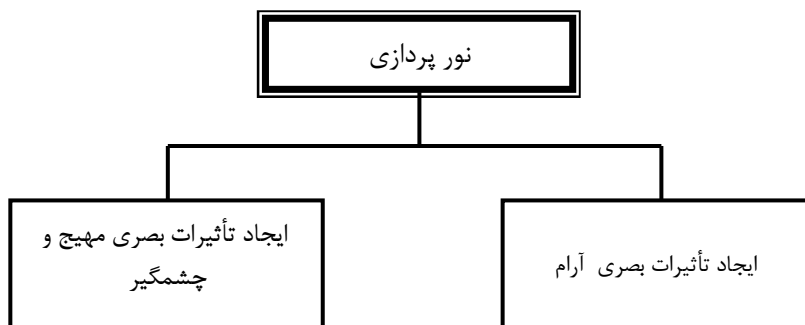 نور پردازی
ایجاد تأثیرات بصری آرام
ایجاد تأثیرات بصری مهیج و
چشمگیر